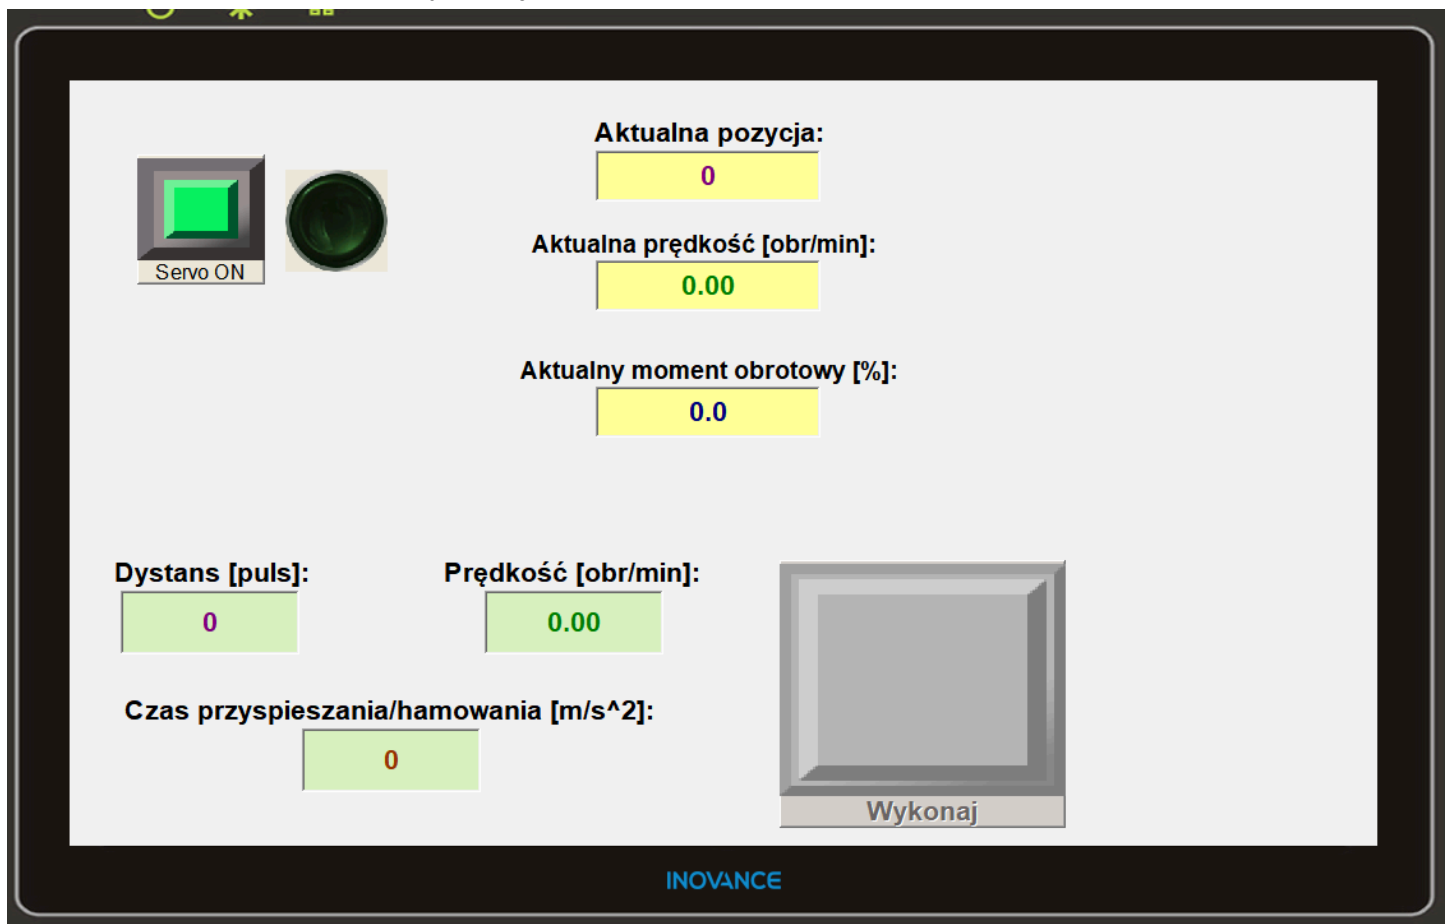 Aktualna pozycja:
0
Servo ON
Aktualna prędkość [obr/min]:
0.00
Aktualny moment obrotowy [%]:
0.0
Dystans [puls]:
0
Prędkość [obr/min]:
0.00
Czas przyspieszania/hamowania [m/s^2]:
0
Wykonaj
INOVANCE